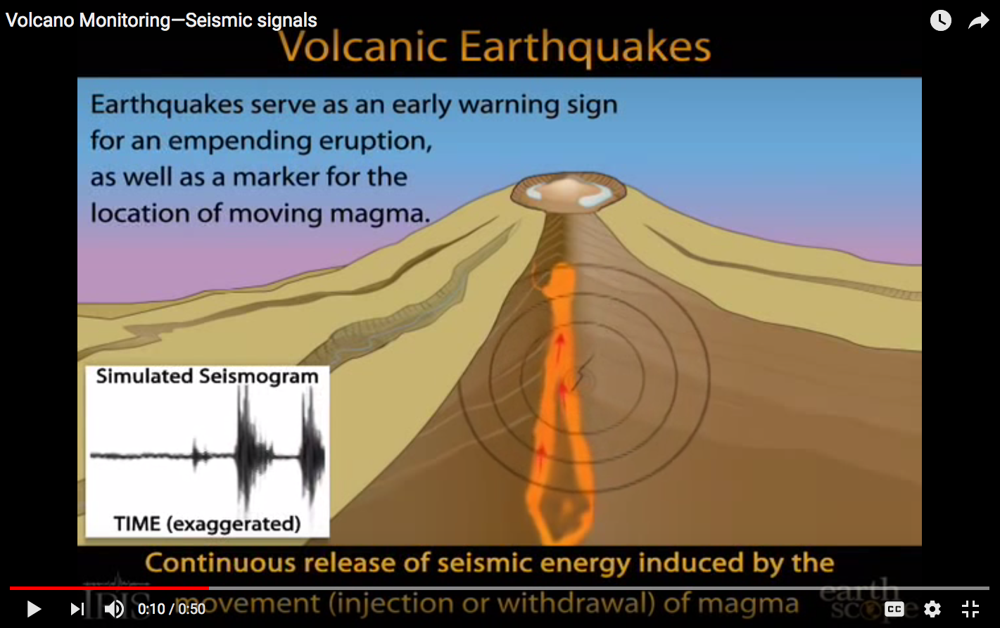 Volcano Monitoring—Seismic signals
Volcanic Earthquakes
Earthquakes serve as an early warning sign
for an empending eruption,
as well as a marker for the
location of moving magma.
Simulated Seismogram
TIME (exaggerated)
Continuous release of seismic energy induced by the
movement (injection or withdrawal) of magma
IRIS
earth
scope
0:10 / 0:50
CC